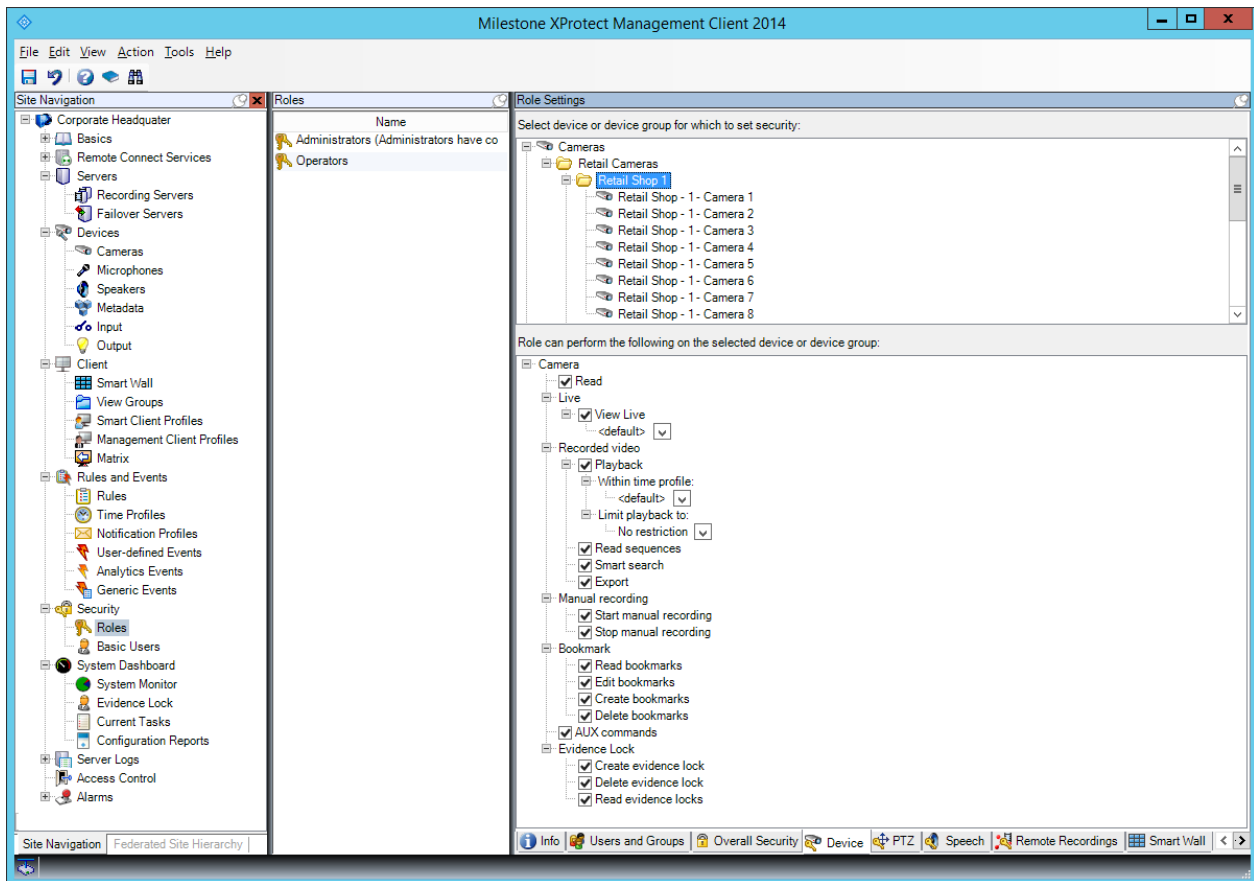 Milestone XProtect Management Client 2014
File Edit View Action Tools Help
Site Navigation
Corporate Headquater
Basics
Remote Connect Services
Servers
Recording Servers
Failover Servers
Devices
Cameras
Microphones
Speakers
Metadata
Input
Output
Client
Smart Wall
View Groups
Smart Client Profiles
Management Client Profiles
Matrix
Rules and Events
Rules
Time Profiles
Notification Profiles
User-defined Events
Analytics Events
Generic Events
Security
Roles
Basic Users
System Dashboard
System Monitor
Evidence Lock
Current Tasks
Configuration Reports
Server Logs
Access Control
Alarms
Site Navigation Federated Site Hierarchy
Roles
Name
Administrators (Administrators have co
Operators
Role Settings
Select device or device group for which to set security:
Cameras
Retail Cameras
Retail Shop 1
Retail Shop - 1 - Camera 1
Retail Shop - 1 - Camera 2
Retail Shop - 1 - Camera 3
Retail Shop - 1 - Camera 4
Retail Shop - 1 - Camera 5
Retail Shop - 1 - Camera 6
Retail Shop - 1 - Camera 7
Retail Shop - 1 - Camera 8
Role can perform the following on the selected device or device group:
Camera
Read
Live
View Live
<default>
Recorded video
Playback
Within time profile:
<default>
Limit playback to:
No restriction
Read sequences
Smart search
Export
Manual recording
Start manual recording
Stop manual recording
Bookmark
Read bookmarks
Edit bookmarks
Create bookmarks
Delete bookmarks
AUX commands
Evidence Lock
Create evidence lock
Delete evidence lock
Read evidence locks
Info Users and Groups Overall Security Device PTZ Speech Remote Recordings Smart Wall